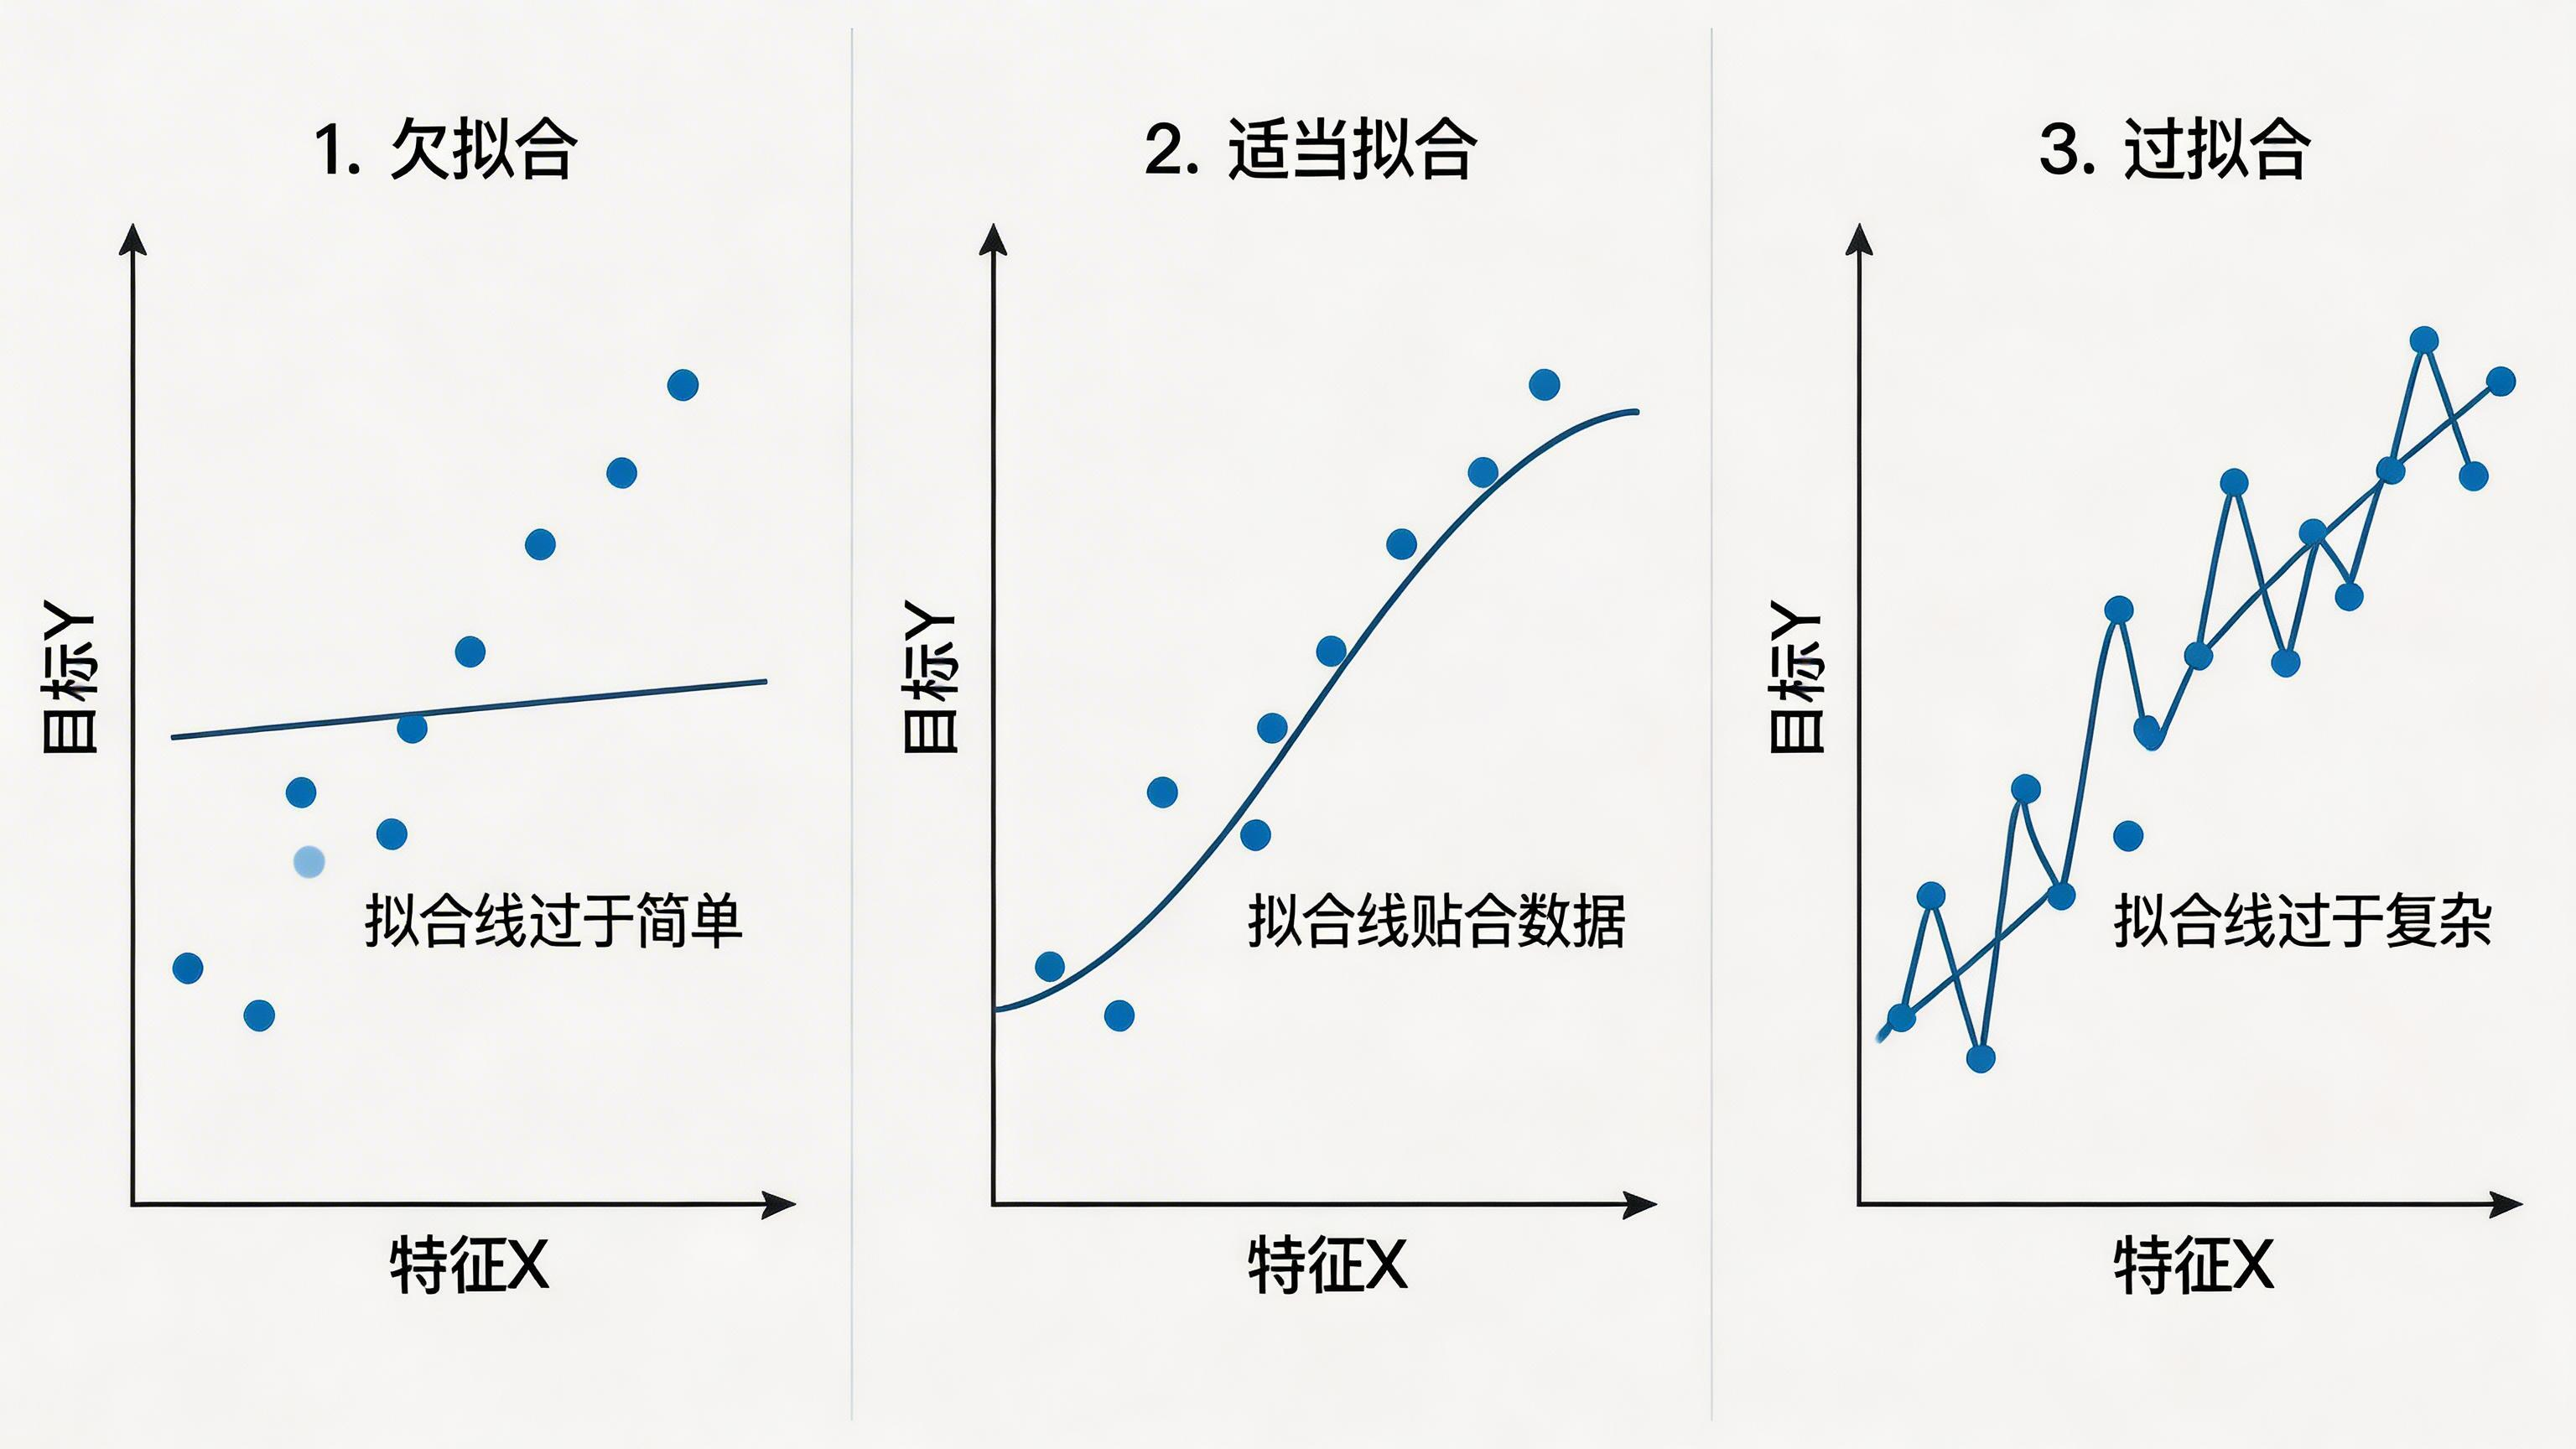 1. 欠拟合
目标Y
拟合线过于简单
特征X
2. 适当拟合
目标Y
拟合线贴合数据
特征X
3. 过拟合
目标Y
拟合线过于复杂
特征X